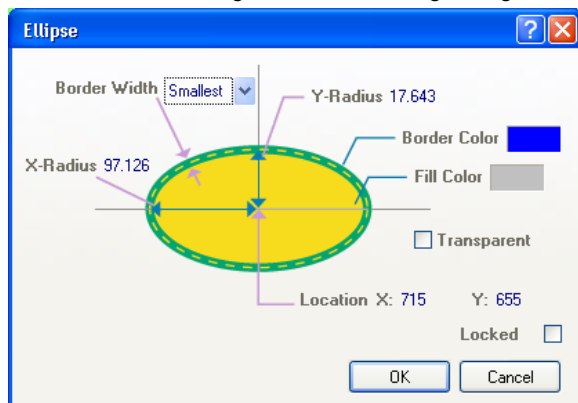 Ellipse
Border Width Smallest
Y-Radius 17.643
Border Color
X-Radius 97.126
Fill Color
Transparent
Location X: 715 Y: 655
Locked
OK Cancel